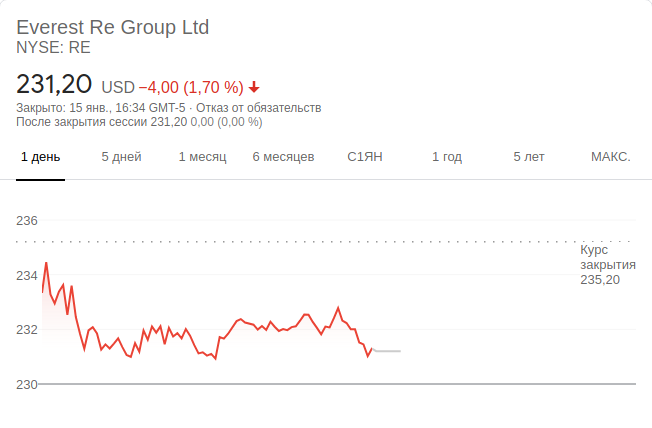 Everest Re Group Ltd
NYSE: RE
231,20 USD −4,00 (1,70 %)
Закрыто: 15 янв., 16:34 GMT-5 · Отказ от обязательств
После закрытия сессии 231,20 0,00 (0,00 %)
1 день 5 дней 1 месяц 6 месяцев С1ЯН 1 год 5 лет МАКС.
236
Курс
закрытия
235,20
234
232
230